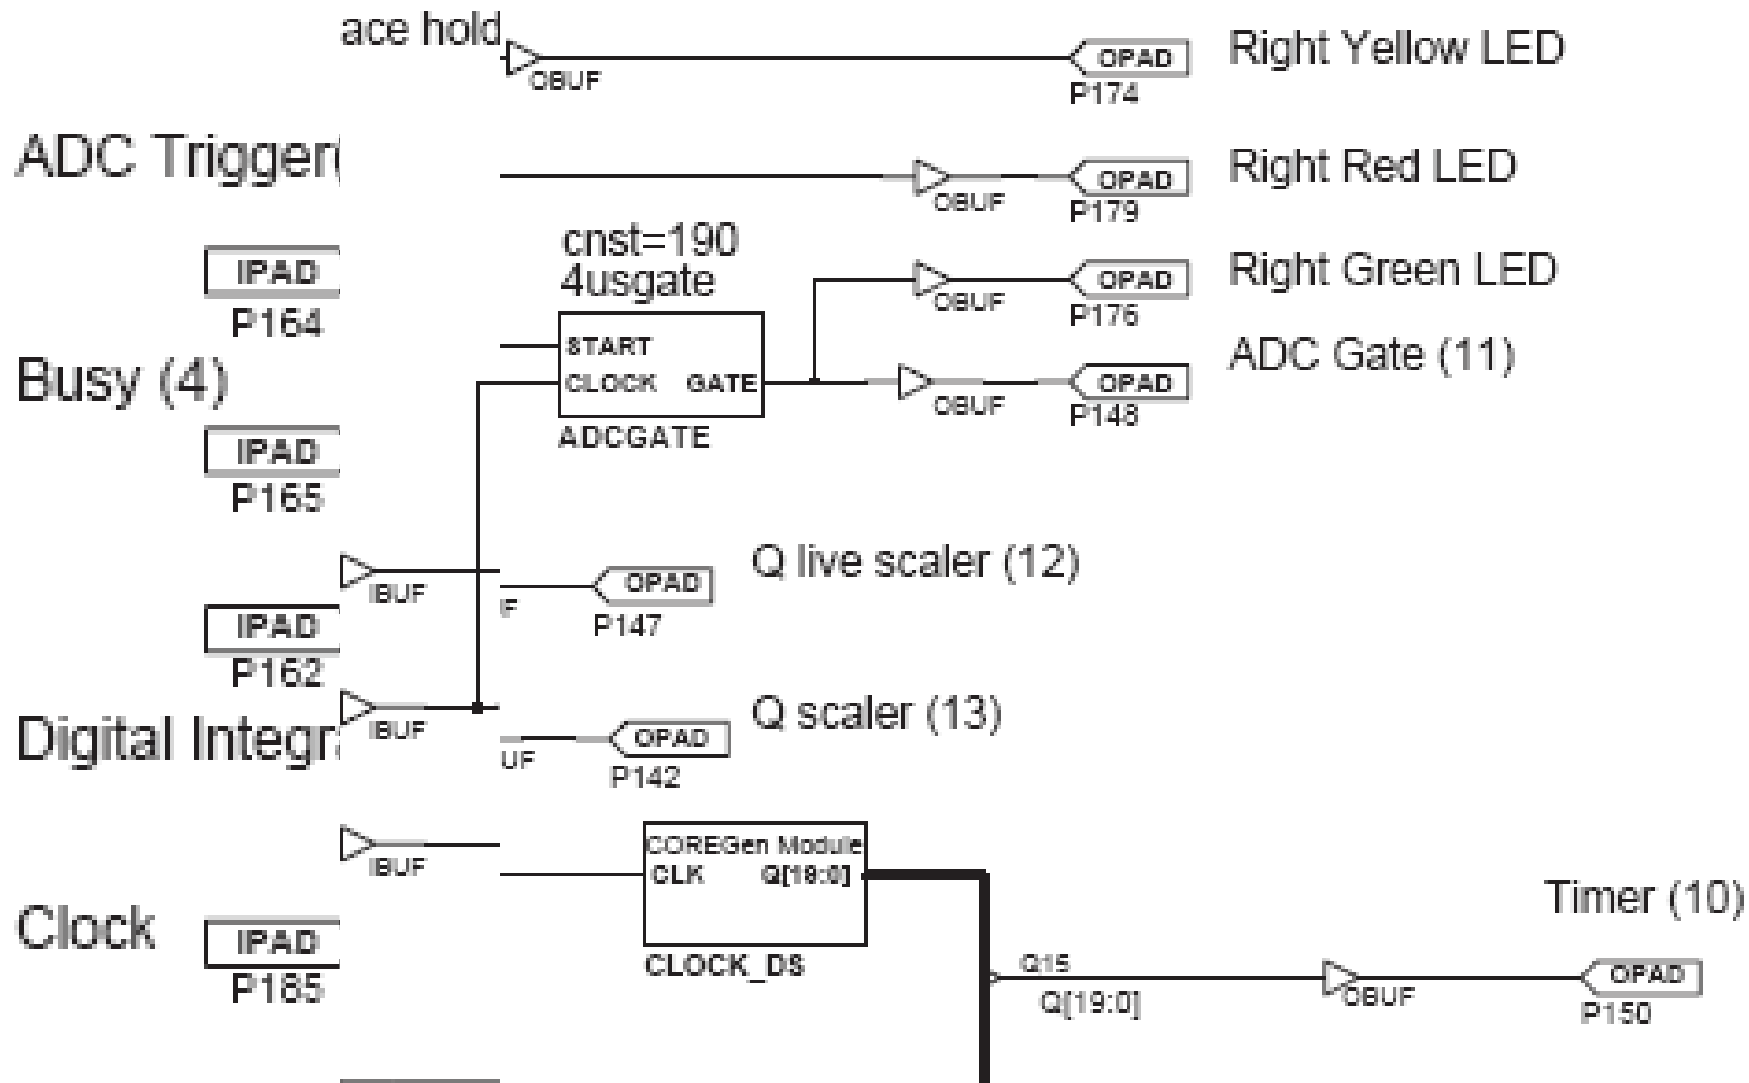 ace hold
OBUF
OPAD
P174
Right Yellow LED
ADC Trigger(
OBUF
OPAD
P179
Right Red LED
IPAD
P164
cnst=190
4usgate
START
CLOCK GATE
ADCGATE
OBUF
OPAD
P176
Right Green LED
OBUF
OPAD
P148
ADC Gate (11)
Busy (4)
IPAD
P165
IBUF
IF
OPAD
P147
Q live scaler (12)
IPAD
P162
Digital Integr
IBUF
UF
OPAD
P142
Q scaler (13)
IBUF
COREGen Module
CLK Q[19:0]
CLOCK_DS
Clock
IPAD
P185
Q15
Q[19:0]
OBUF
Timer (10)
OPAD
P150